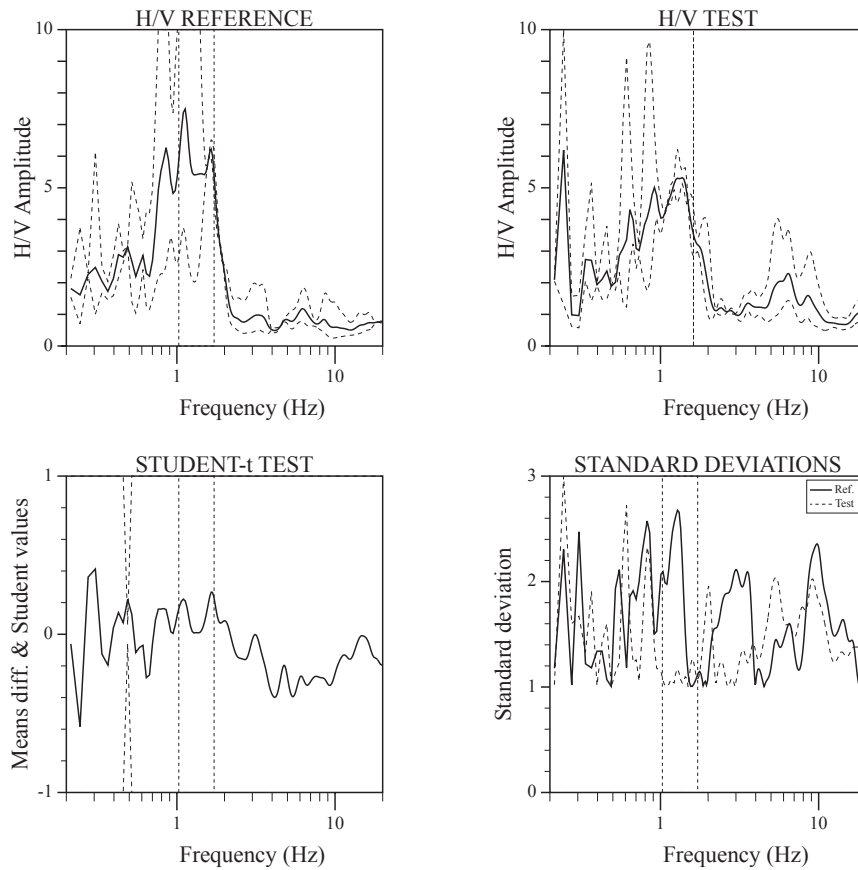 H/V REFERENCE
10
5
0
H/V Amplitude
1
10
Frequency (Hz)
H/V TEST
10
5
0
H/V Amplitude
1
10
Frequency (Hz)
STUDENT-t TEST
1
0
-1
Means diff. & Student values
1
10
Frequency (Hz)
STANDARD DEVIATIONS
Ref.
Test
3
2
1
0
Standard deviation
1
10
Frequency (Hz)